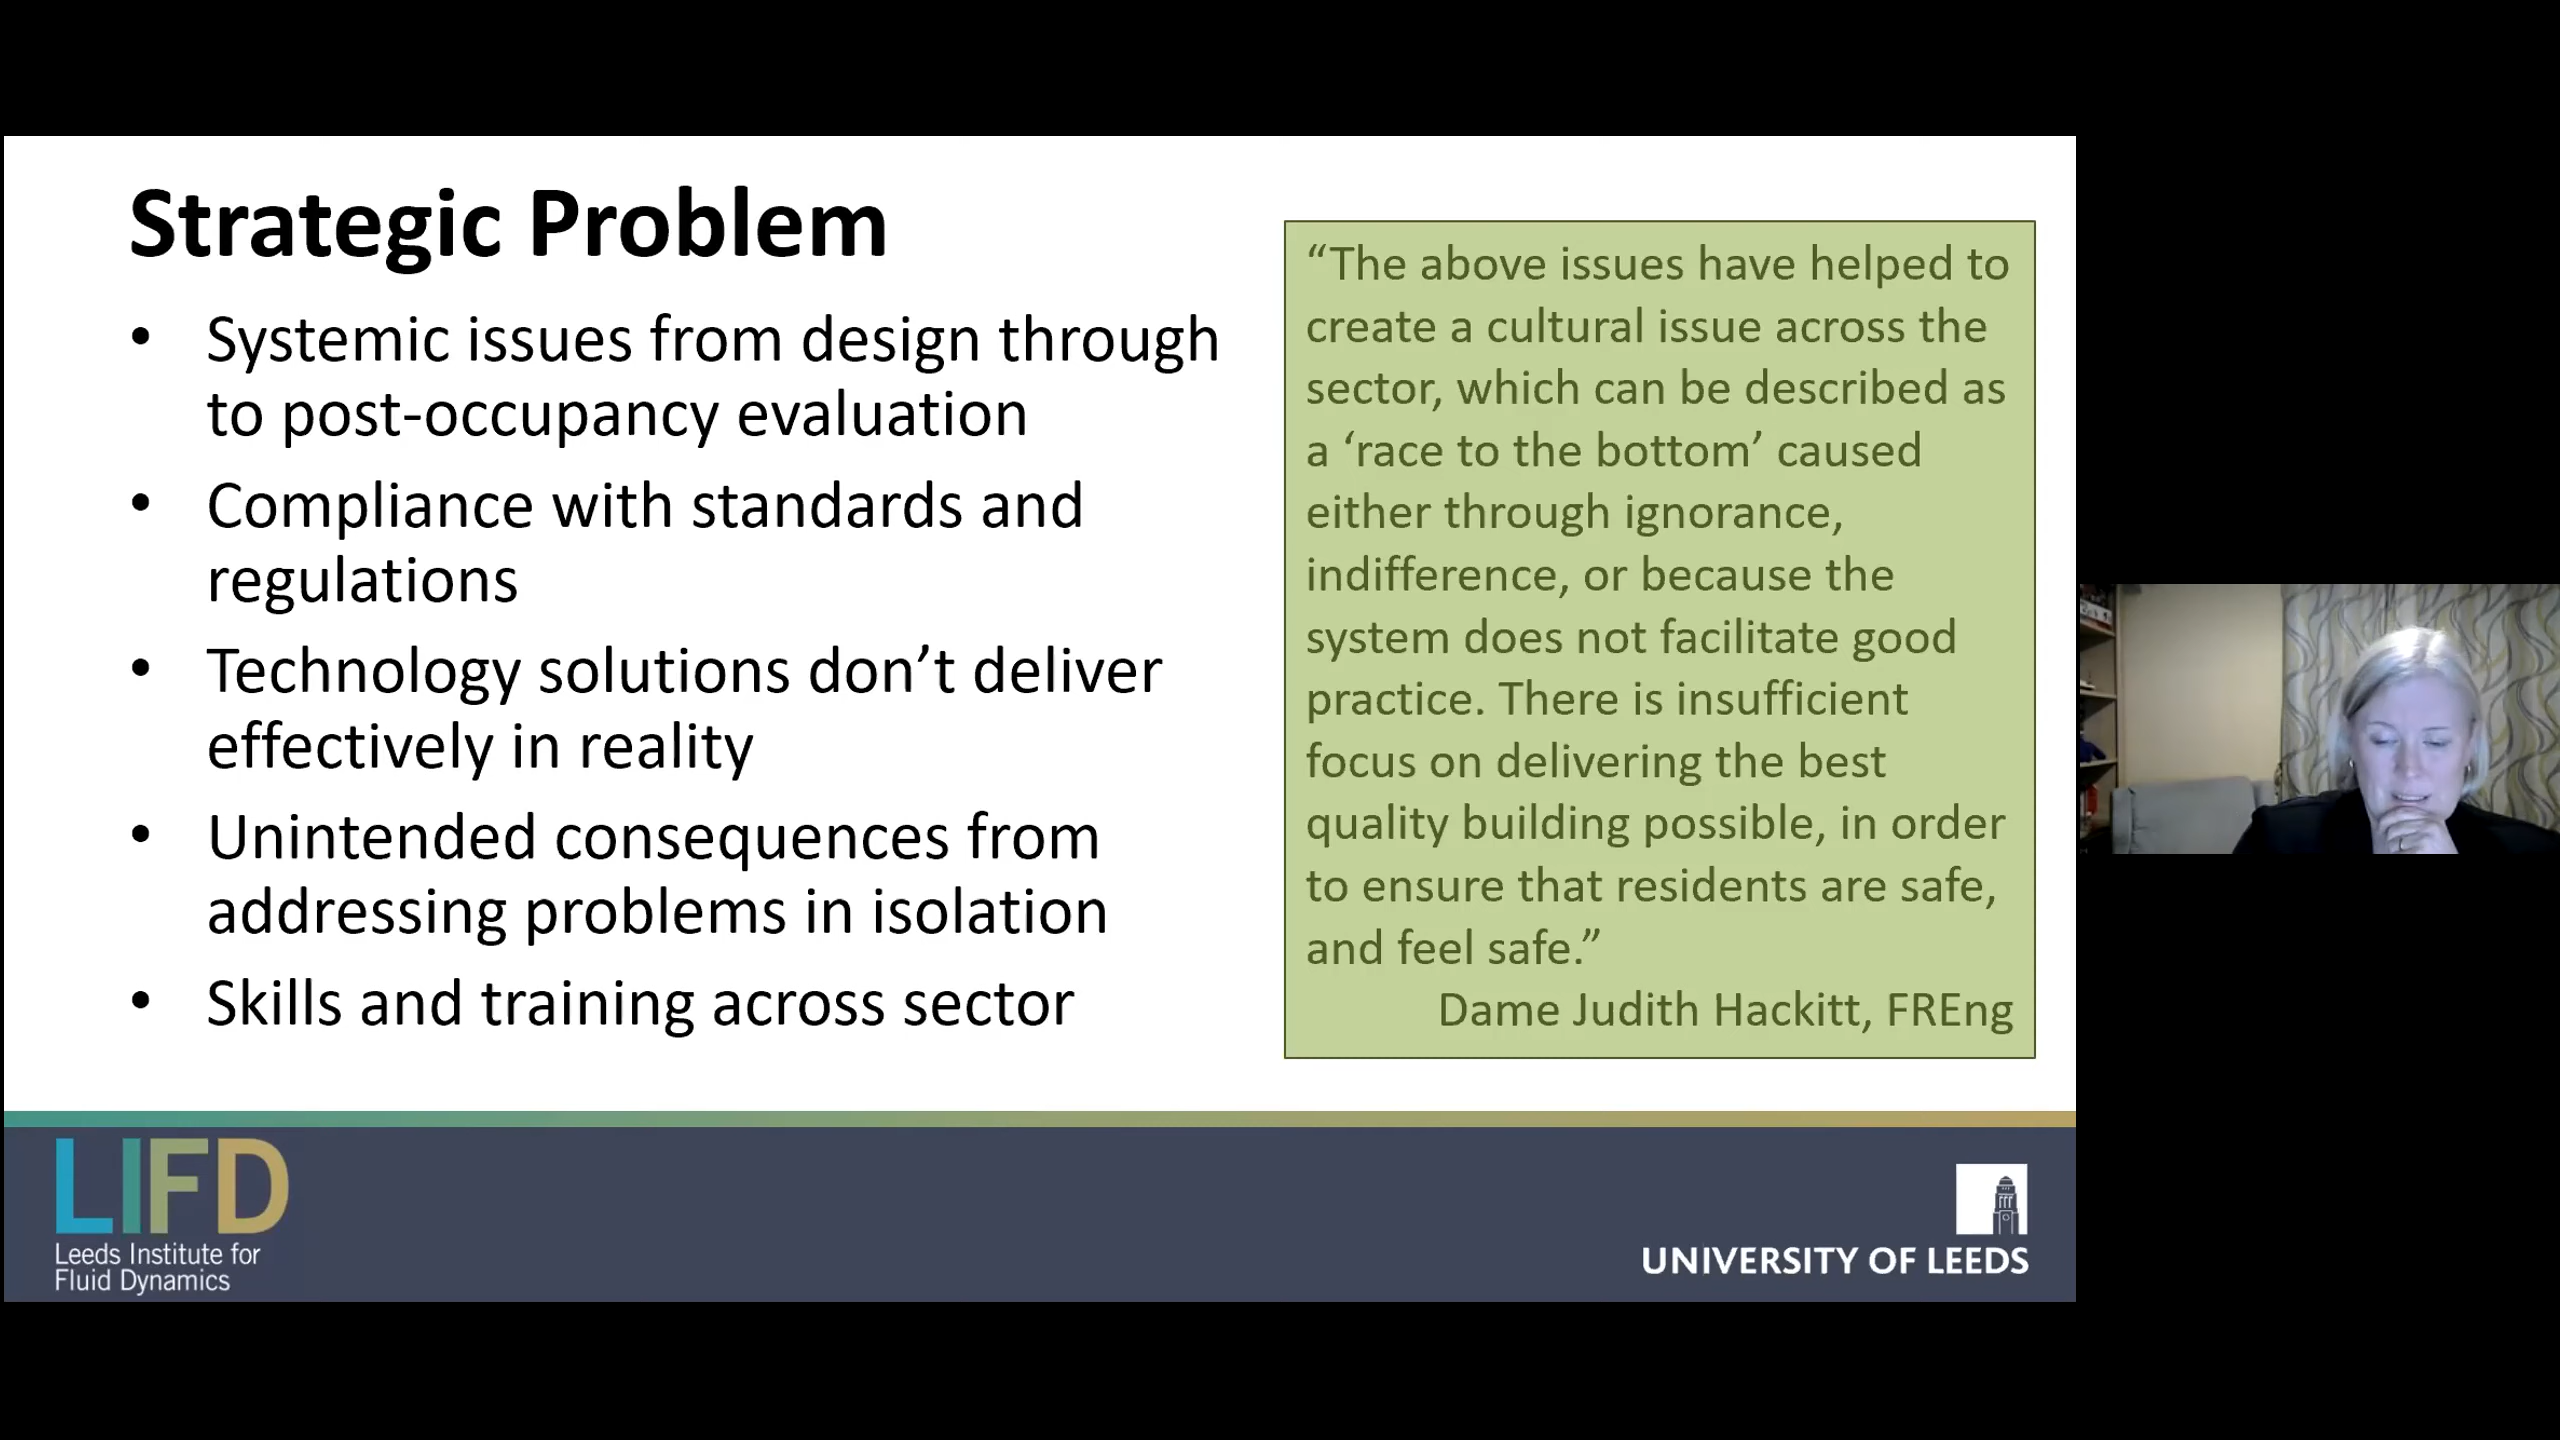 Strategic Problem
• Systemic issues from design through
to post-occupancy evaluation
• Compliance with standards and
regulations
• Technology solutions don’t deliver
effectively in reality
• Unintended consequences from
addressing problems in isolation
• Skills and training across sector
“The above issues have helped to
create a cultural issue across the
sector, which can be described as
a ‘race to the bottom’ caused
either through ignorance,
indifference, or because the
system does not facilitate good
practice. There is insufficient
focus on delivering the best
quality building possible, in order
to ensure that residents are safe,
and feel safe.”
Dame Judith Hackitt, FREng
LIFD
Leeds Institute for
Fluid Dynamics
UNIVERSITY OF LEEDS